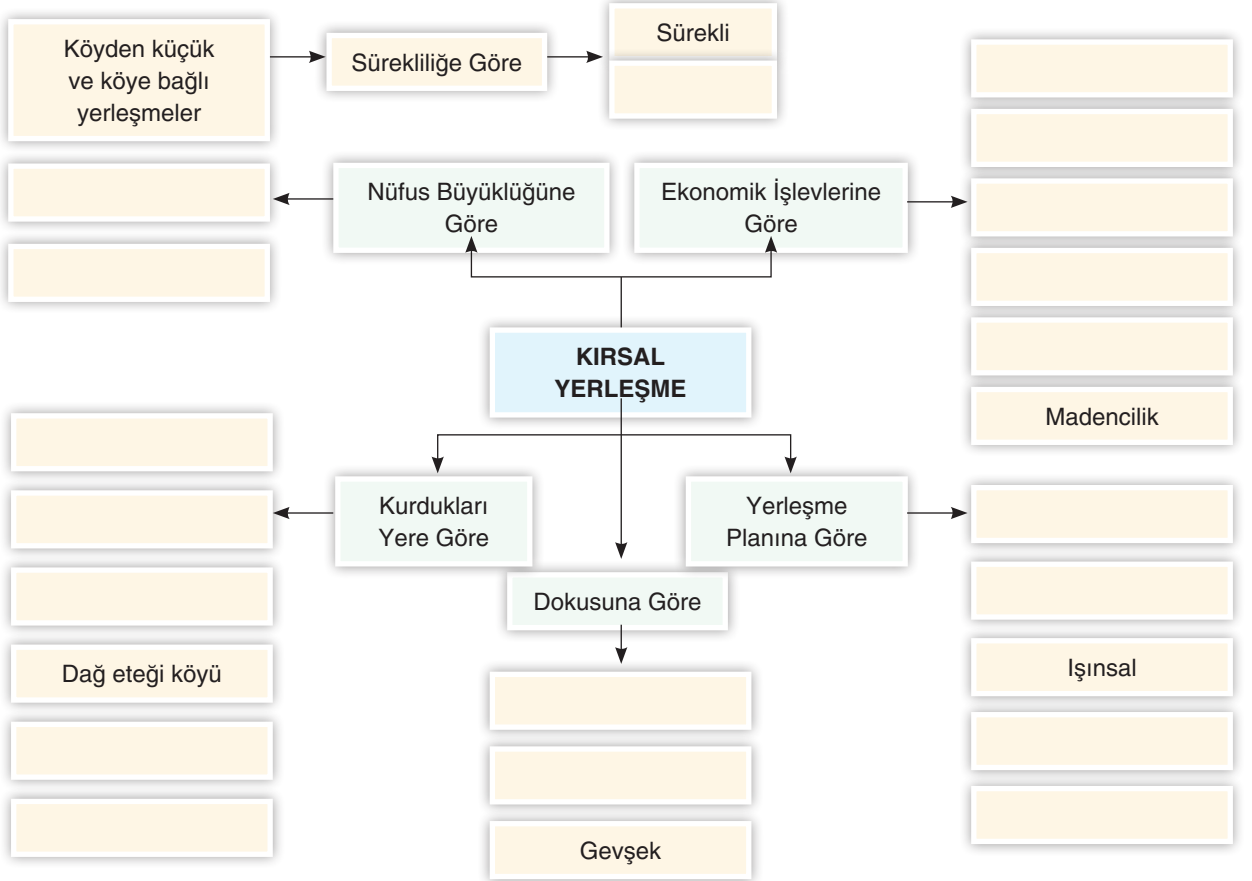 Köyden küçük
ve köye bağlı
yerleşmeler
Sürekliliğe Göre
Sürekli
Nüfus Büyüklüğüne
Göre
Ekonomik İşlevlerine
Göre
KIRSAL
YERLEŞME
Madencilik
Kurdukları
Yere Göre
Yerleşme
Planına Göre
Dokusuna Göre
Dağ eteği köyü
Işınsal
Gevşek